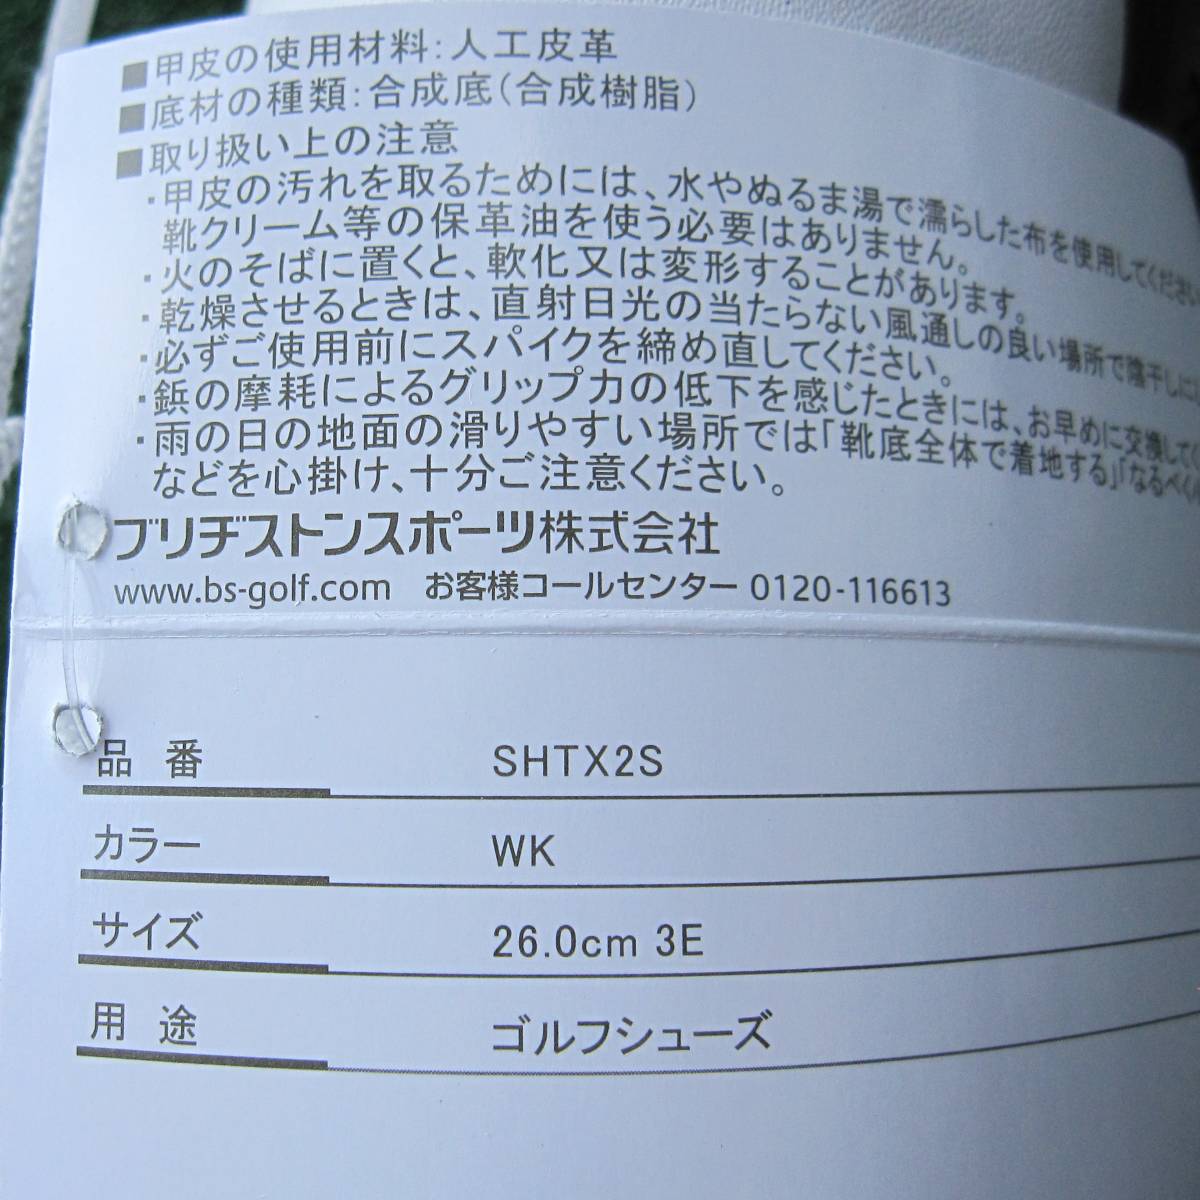 ■甲皮の使用材料:人工皮革
■底材の種類:合成底(合成樹脂)
■取り扱い上の注意
・甲皮の汚れを取るためには、水やぬるま湯で濡らした布を使用してください
靴クリーム等の保革油を使う必要はありません。
・火のそばに置くと、軟化又は変形することがあります。
・乾燥させるときは、直射日光の当たらない風通しの良い場所で陰干しに
・必ずご使用前にスパイクを締め直してください。
・鋲の摩耗によるグリップ力の低下を感じたときには、お早めに交換して
・雨の日の地面の滑りやすい場所では「靴底全体で着地する」「なるべく
などを心掛け、十分ご注意ください。
ブリヂストンスポーツ株式会社
www.bs-golf.com お客様コールセンター 0120-116613
品 番 SHTX2S
カラー WK
サイズ 26.0cm 3E
用 途 ゴルフシューズ